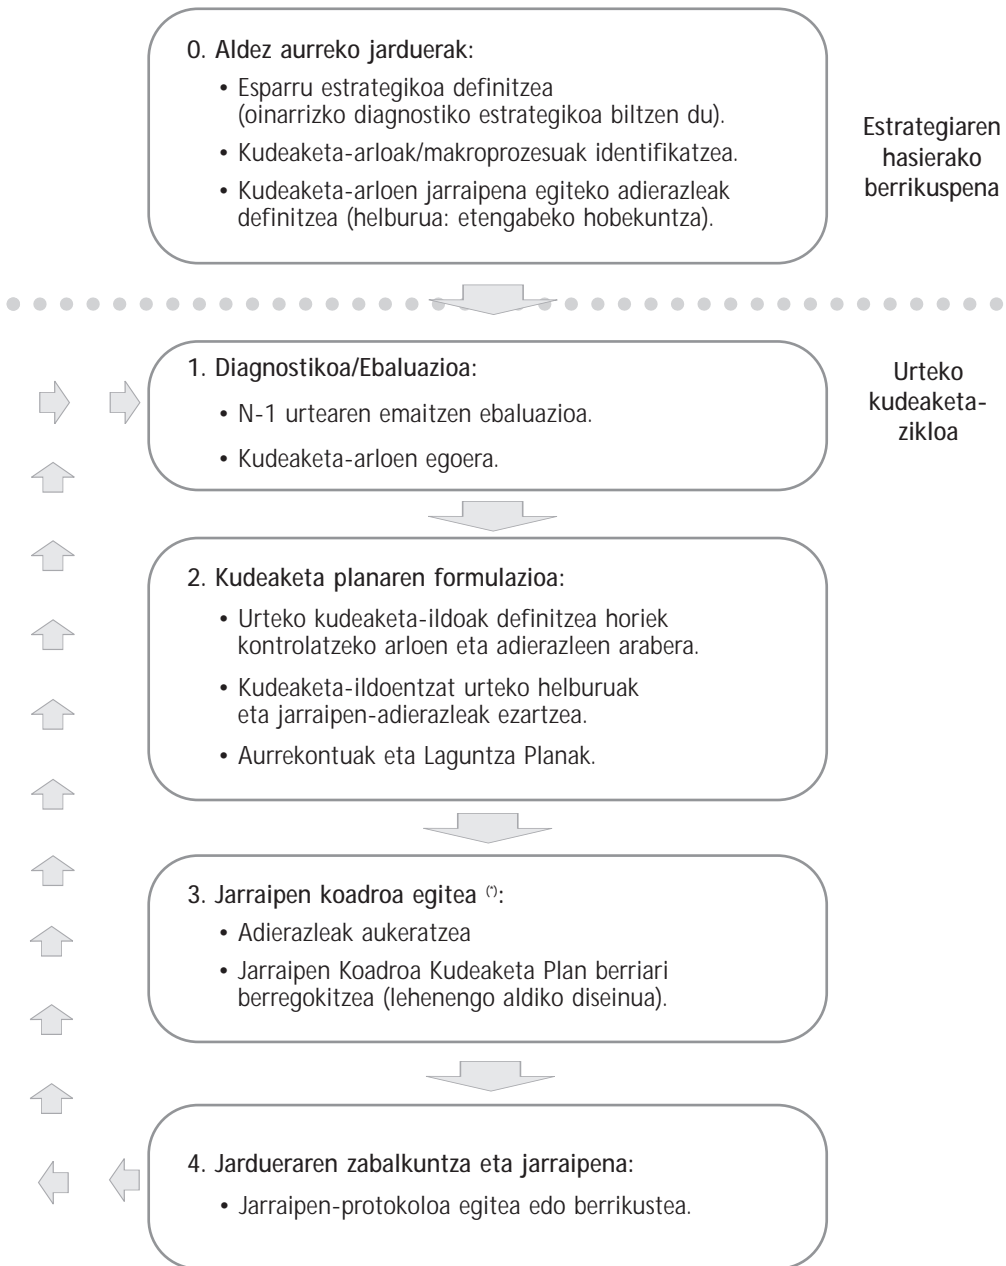 0. Aldez aurreko jarduerak:
• Esparru estrategikoa definitzea
(oinarrizko diagnostiko estrategikoa biltzen du).
• Kudeaketa-arloak/makroprozesuak identifikatzea.
• Kudeaketa-arloen jarraipena egiteko adierazleak
definitzea (helburua: etengabeko hobekuntza).
Estrategiaren
hasierako
berrikuspena
1. Diagnostikoa/Ebaluazioa:
• N-1 urtearen emaitzen ebaluazioa.
• Kudeaketa-arloen egoera.
Urteko
kudeaketa-
zikloa
2. Kudeaketa planaren formulazioa:
• Urteko kudeaketa-ildoak definitzea horiek
kontrolatzeko arloen eta adierazleen arabera.
• Kudeaketa-ildoentzat urteko helburuak
eta jarraipen-adierazleak ezartzea.
• Aurrekontuak eta Laguntza Planak.
3. Jarraipen koadroa egitea (*):
• Adierazleak aukeratzea
• Jarraipen Koadroa Kudeaketa Plan berriari
berregokitzea (lehenengo aldiko diseinua).
4. Jardueraren zabalkuntza eta jarraipena:
• Jarraipen-protokoloa egitea edo berrikustea.